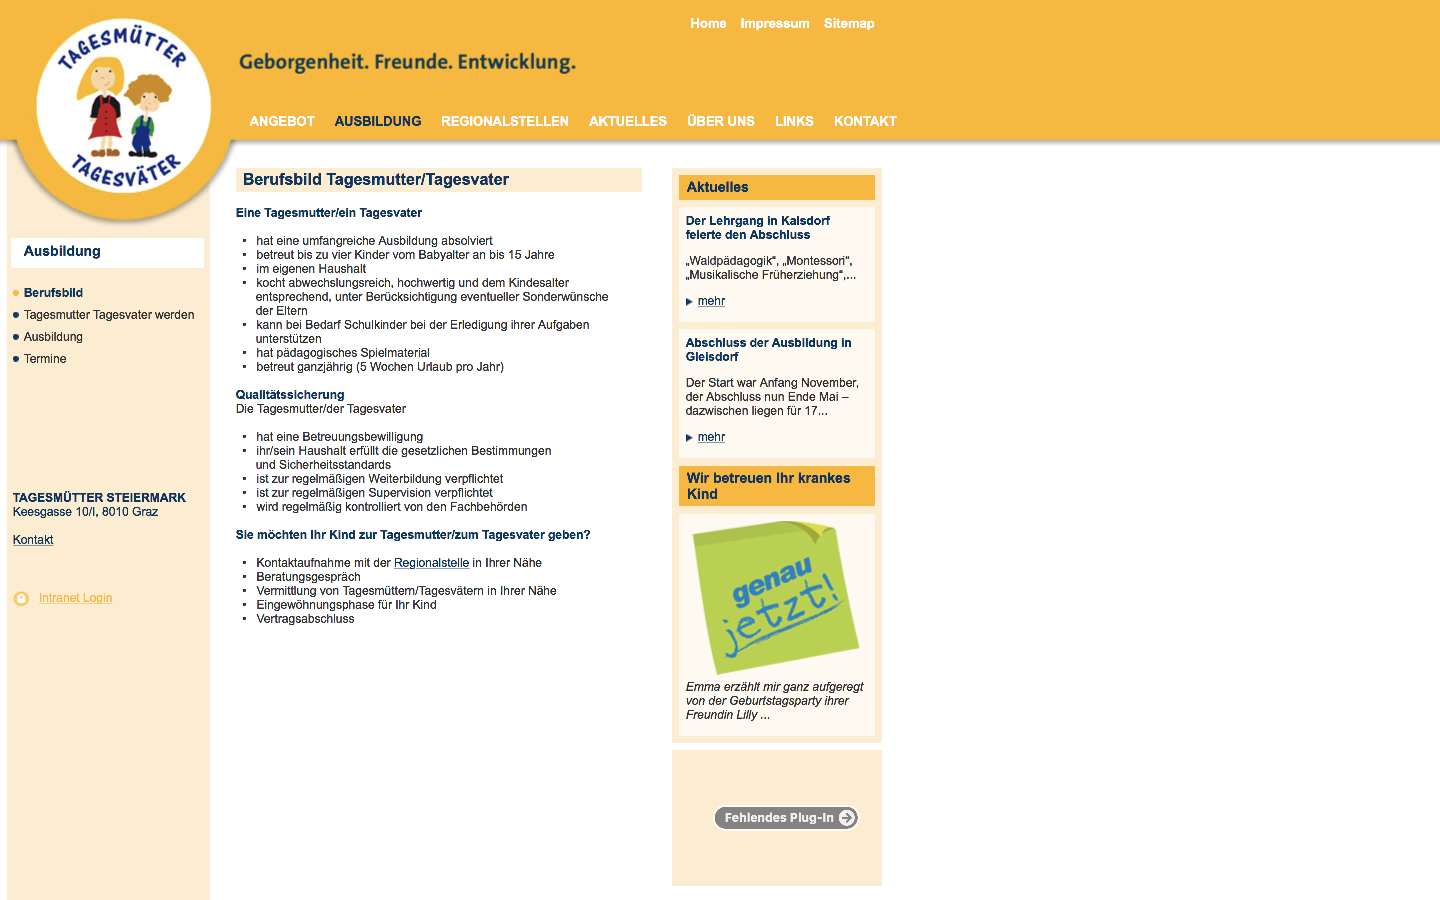 Home Impressum Sitemap
TAGESMÜTTER
TAGESVÄTER
Geborgenheit. Freunde. Entwicklung.
ANGEBOT AUSBILDUNG REGIONALSTELLEN AKTUELLES ÜBER UNS LINKS KONTAKT
Ausbildung
Berufsbild
Tagesmutter Tagesvater werden
Ausbildung
Termine
TAGESMÜTTER STEIERMARK
Keesgasse 10/I, 8010 Graz
Kontakt
Intranet Login
Berufsbild Tagesmutter/Tagesvater
Eine Tagesmutter/ein Tagesvater
• hat eine umfangreiche Ausbildung absolviert
• betreut bis zu vier Kinder vom Babyalter an bis 15 Jahre
• im eigenen Haushalt
• kocht abwechslungsreich, hochwertig und dem Kindesalter
entsprechend, unter Berücksichtigung eventueller Sonderwünsche
der Eltern
• kann bei Bedarf Schulkinder bei der Erledigung ihrer Aufgaben
unterstützen
• hat pädagogisches Spielmaterial
• betreut ganzjährig (5 Wochen Urlaub pro Jahr)
Qualitätssicherung
Die Tagesmutter/der Tagesvater
• hat eine Betreuungsbewilligung
• ihr/sein Haushalt erfüllt die gesetzlichen Bestimmungen
und Sicherheitsstandards
• ist zur regelmäßigen Weiterbildung verpflichtet
• ist zur regelmäßigen Supervision verpflichtet
• wird regelmäßig kontrolliert von den Fachbehörden
Sie möchten Ihr Kind zur Tagesmutter/zum Tagesvater geben?
• Kontaktaufnahme mit der Regionalstelle in Ihrer Nähe
• Beratungsgespräch
• Vermittlung von Tagesmüttern/Tagesvätern in Ihrer Nähe
• Eingewöhnungsphase für Ihr Kind
• Vertragsabschluss
Aktuelles
Der Lehrgang in Kalsdorf
feierte den Abschluss
„Waldpädagogik“, „Montessori“,
„Musikalische Früherziehung“,...
mehr
Abschluss der Ausbildung in
Gleisdorf
Der Start war Anfang November,
der Abschluss nun Ende Mai –
dazwischen liegen für 17...
mehr
Wir betreuen Ihr krankes
Kind
genau
jetzt!
Emma erzählt mir ganz aufgeregt
von der Geburtstagsparty ihrer
Freundin Lilly ...
Fehlendes Plug-In